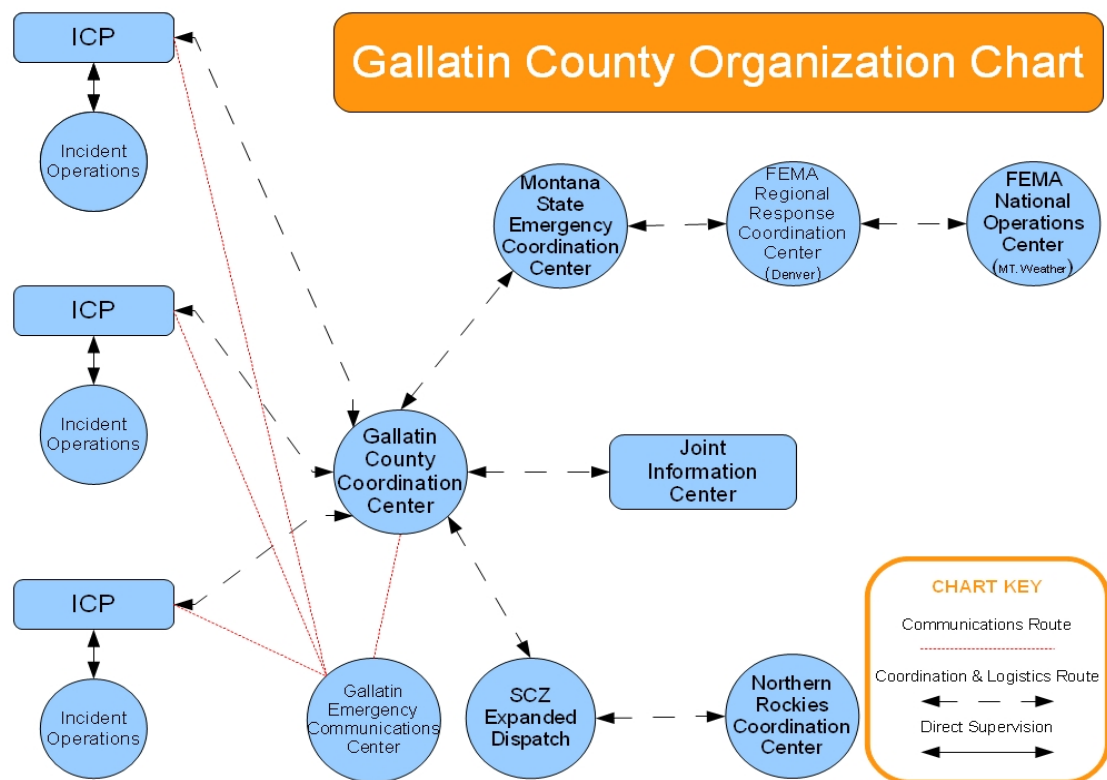 Gallatin County Organization Chart
ICP
Incident
Operations
Montana
State
Emergency
Coordination
Center
FEMA
Regional
Response
Coordination
Center
(Denver)
FEMA
National
Operations
Center
(MT. Weather)
ICP
Incident
Operations
Gallatin
County
Coordination
Center
Joint
Information
Center
ICP
Incident
Operations
Gallatin
Emergency
Communications
Center
SCZ
Expanded
Dispatch
Northern
Rockies
Coordination
Center
CHART KEY
Communications Route
Coordination & Logistics Route
Direct Supervision